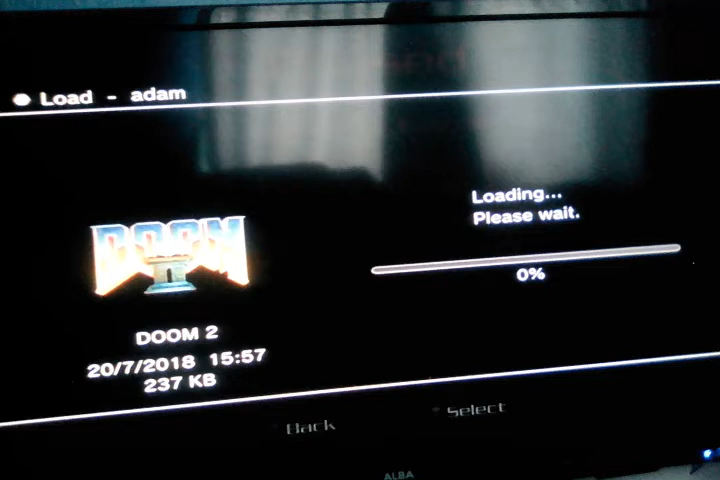 Load - adam
Loading...
Please wait.
0%
DOOM
DOOM 2
20/7/2018 15:57
237 KB
Back
Select
ALBA